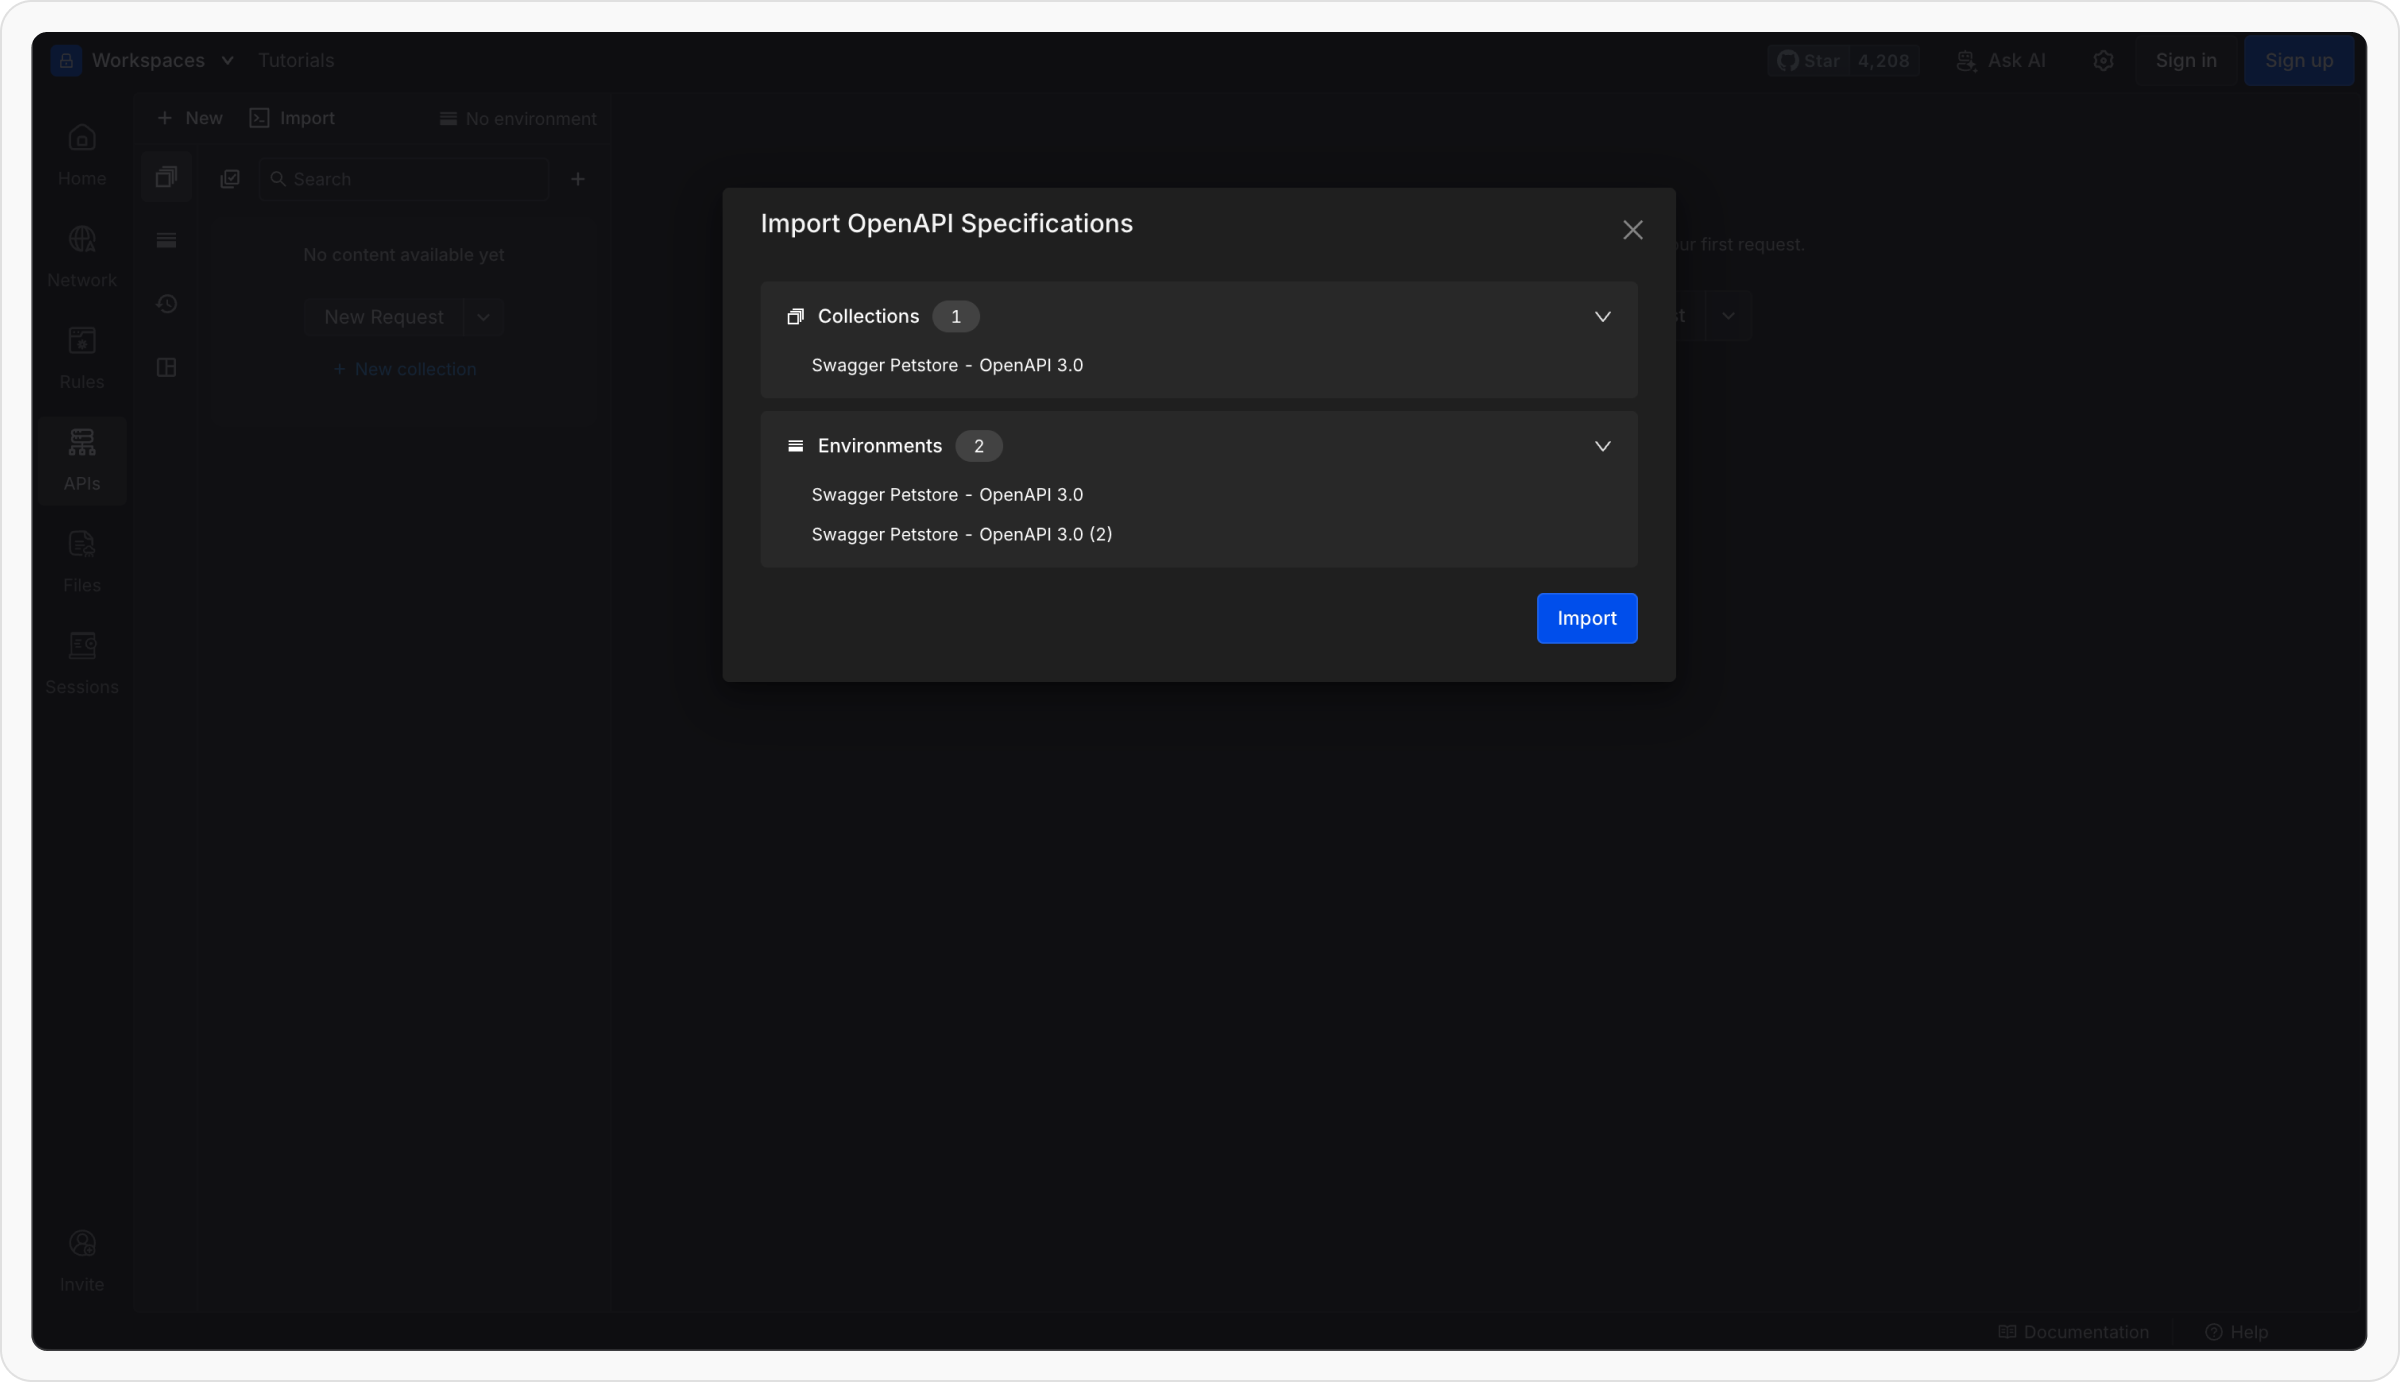 Workspaces Tutorials Star 4,208 Ask AI Sign in Sign up
New Import No environment
Home
Search
Network
No content available yet
New Request
New collection
Rules
APIs
Files
Sessions
Invite
Import OpenAPI Specifications
first request.
Collections 1
Swagger Petstore - OpenAPI 3.0
Environments 2
Swagger Petstore - OpenAPI 3.0
Swagger Petstore - OpenAPI 3.0 (2)
Import
Documentation Help